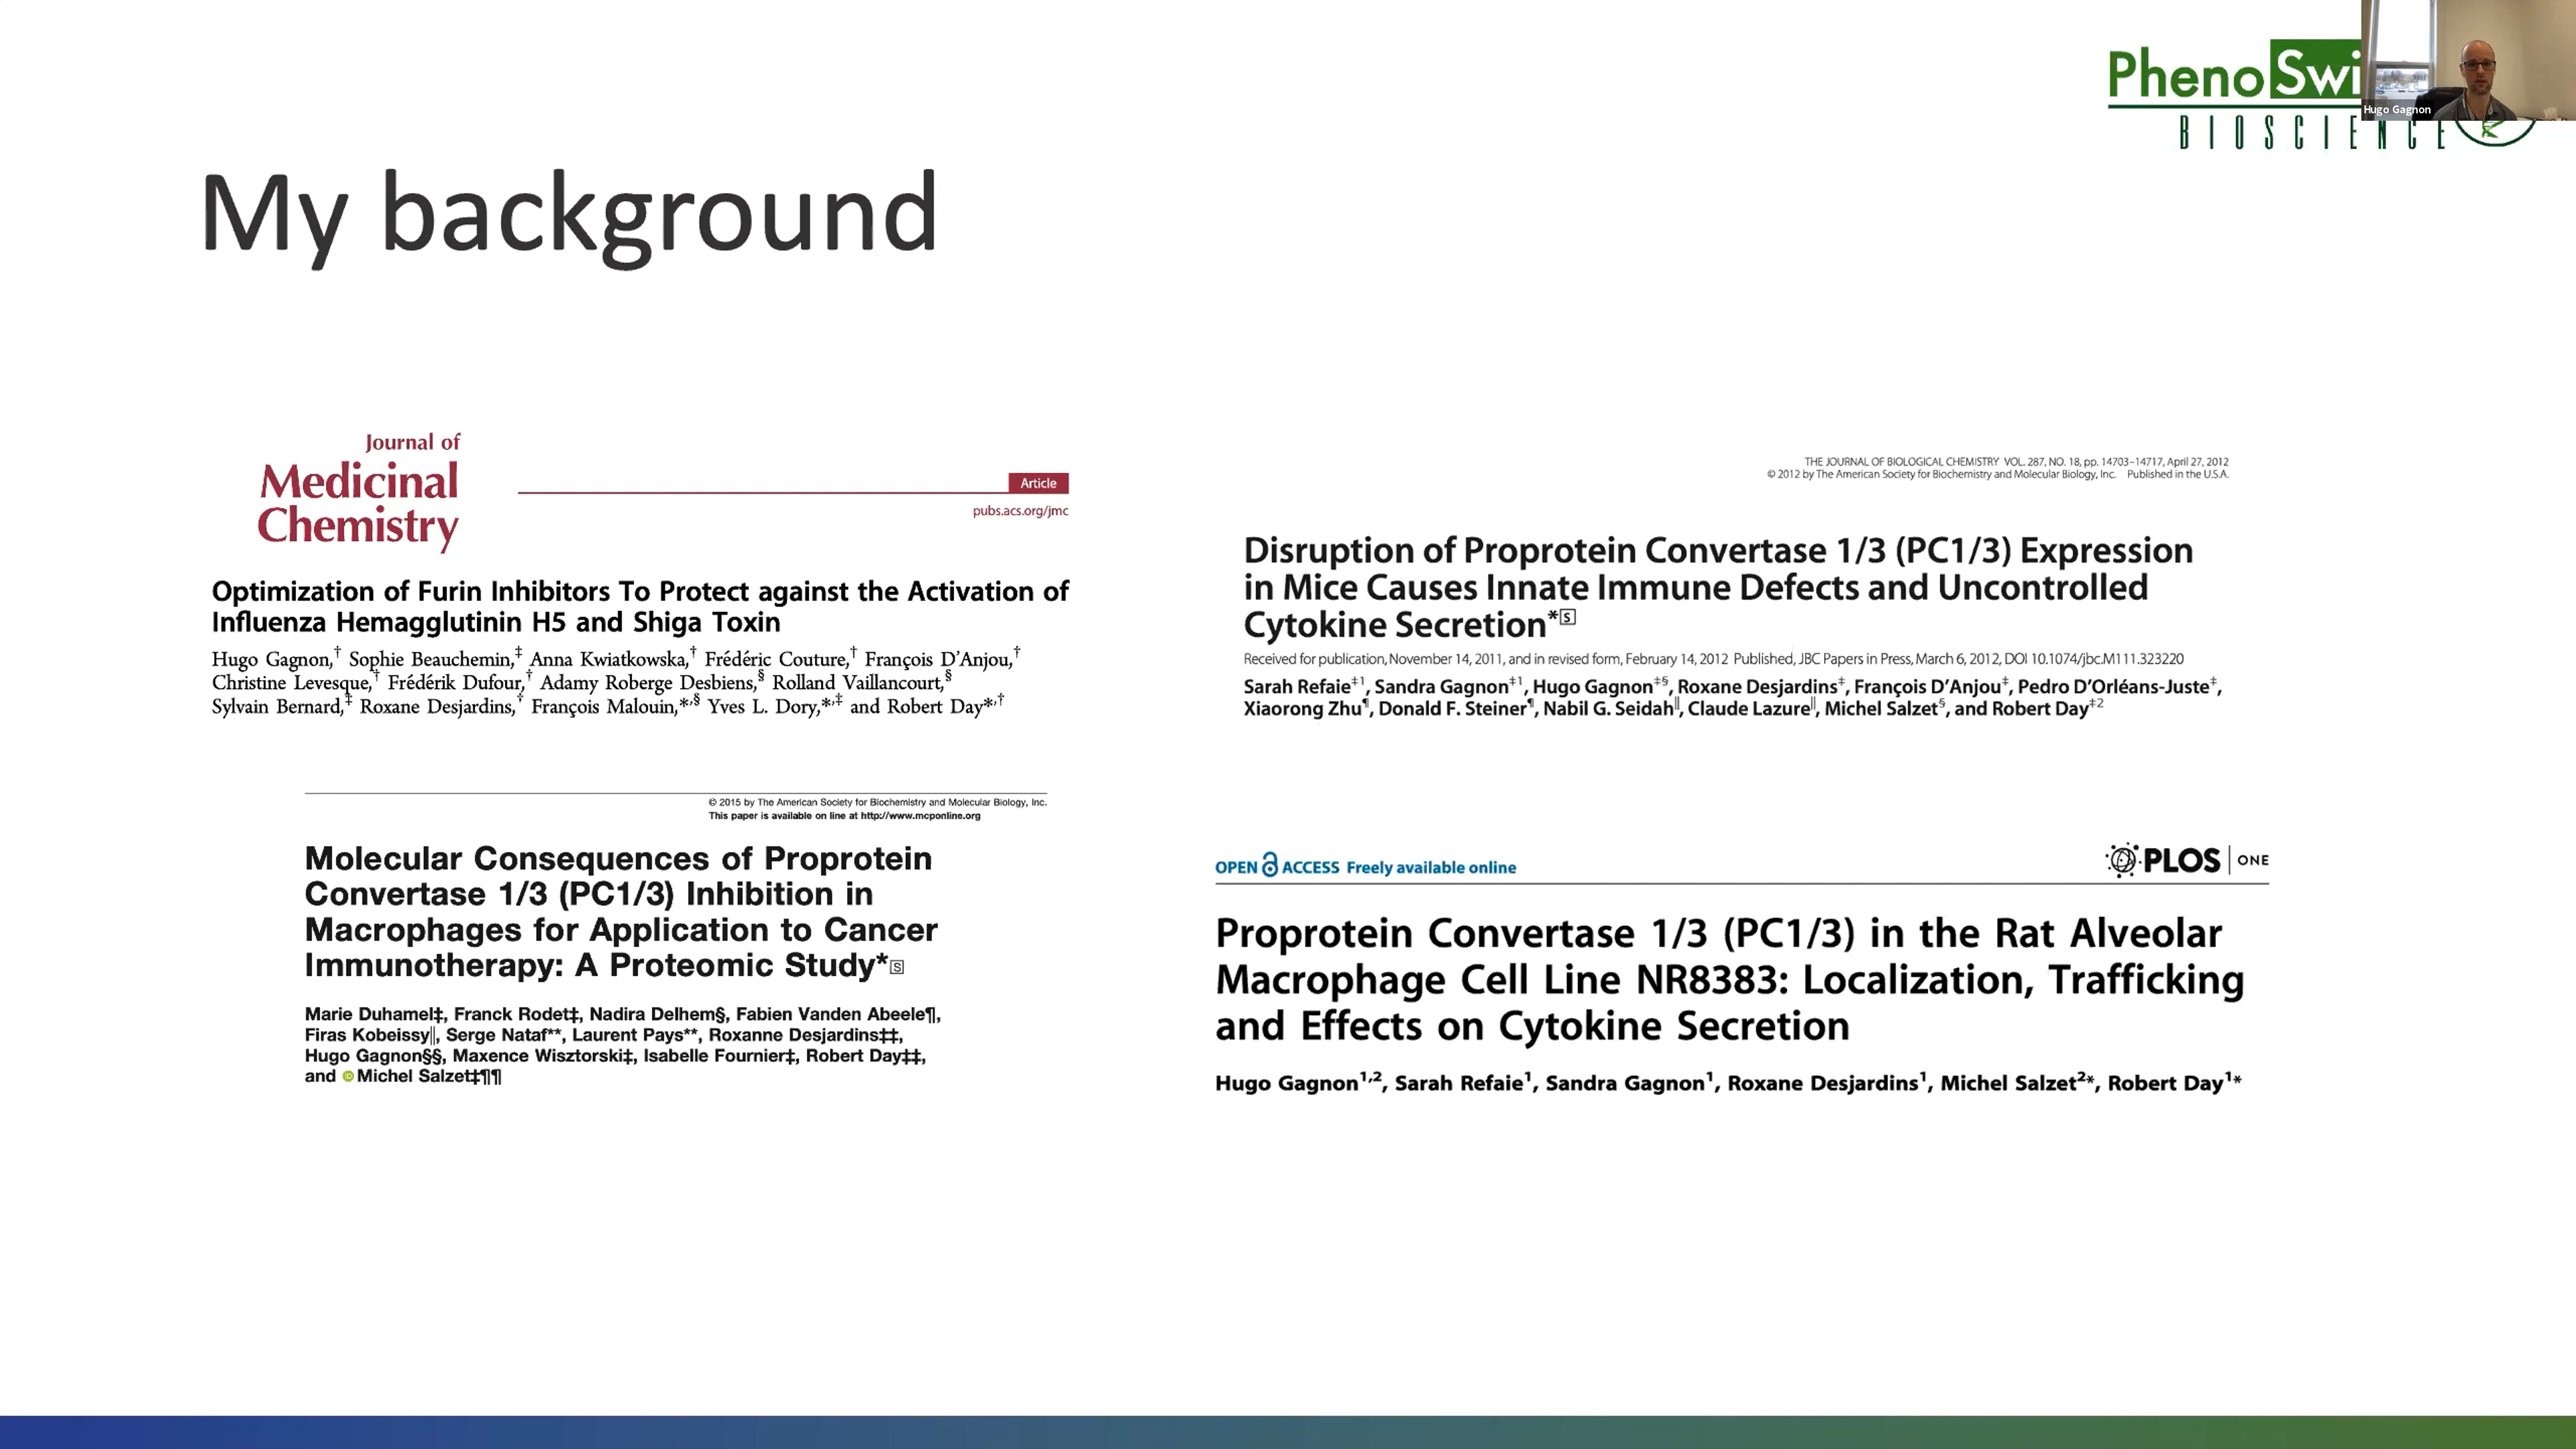 PhenoSwi
BIOSCIENCE
Hugo Gagnon
My background
Journal of
Medicinal
Chemistry
Article
pubs.acs.org/jmc
Optimization of Furin Inhibitors To Protect against the Activation of
Influenza Hemagglutinin H5 and Shiga Toxin
Hugo Gagnon,† Sophie Beauchemin,‡ Anna Kwiatkowska,† Frédéric Couture,† François D’Anjou,†
Christine Levesque,† Frédérik Dufour,† Adamy Roberge Desbiens,§ Rolland Vaillancourt,§
Sylvain Bernard,‡ Roxane Desjardins,† François Malouin,*,§ Yves L. Dory,*,‡ and Robert Day*,†
THE JOURNAL OF BIOLOGICAL CHEMISTRY VOL. 287, NO. 18, pp. 14703–14717, April 27, 2012
© 2012 by The American Society for Biochemistry and Molecular Biology, Inc. Published in the U.S.A.
Disruption of Proprotein Convertase 1/3 (PC1/3) Expression
in Mice Causes Innate Immune Defects and Uncontrolled
Cytokine Secretion*S
Received for publication, November 14, 2011, and in revised form, February 14, 2012 Published, JBC Papers in Press, March 6, 2012, DOI 10.1074/jbc.M111.323220
Sarah Refaie‡1, Sandra Gagnon‡1, Hugo Gagnon‡§, Roxane Desjardins‡, François D’Anjou‡, Pedro D’Orléans-Juste‡,
Xiaorong Zhu¶, Donald F. Steiner¶, Nabil G. Seidah||, Claude Lazure||, Michel Salzet§, and Robert Day‡2
© 2015 by The American Society for Biochemistry and Molecular Biology, Inc.
This paper is available on line at http://www.mcponline.org
Molecular Consequences of Proprotein
Convertase 1/3 (PC1/3) Inhibition in
Macrophages for Application to Cancer
Immunotherapy: A Proteomic Study*S
Marie Duhamel‡, Franck Rodet‡, Nadira Delhem§, Fabien Vanden Abeele¶,
Firas Kobeissy||, Serge Nataf**, Laurent Pays**, Roxanne Desjardins‡‡,
Hugo Gagnon§§, Maxence Wisztorski‡, Isabelle Fournier‡, Robert Day‡‡,
and iD Michel Salzet‡¶¶
OPEN ACCESS Freely available online
PLOS | ONE
Proprotein Convertase 1/3 (PC1/3) in the Rat Alveolar
Macrophage Cell Line NR8383: Localization, Trafficking
and Effects on Cytokine Secretion
Hugo Gagnon1,2, Sarah Refaie1, Sandra Gagnon1, Roxane Desjardins1, Michel Salzet2*, Robert Day1*